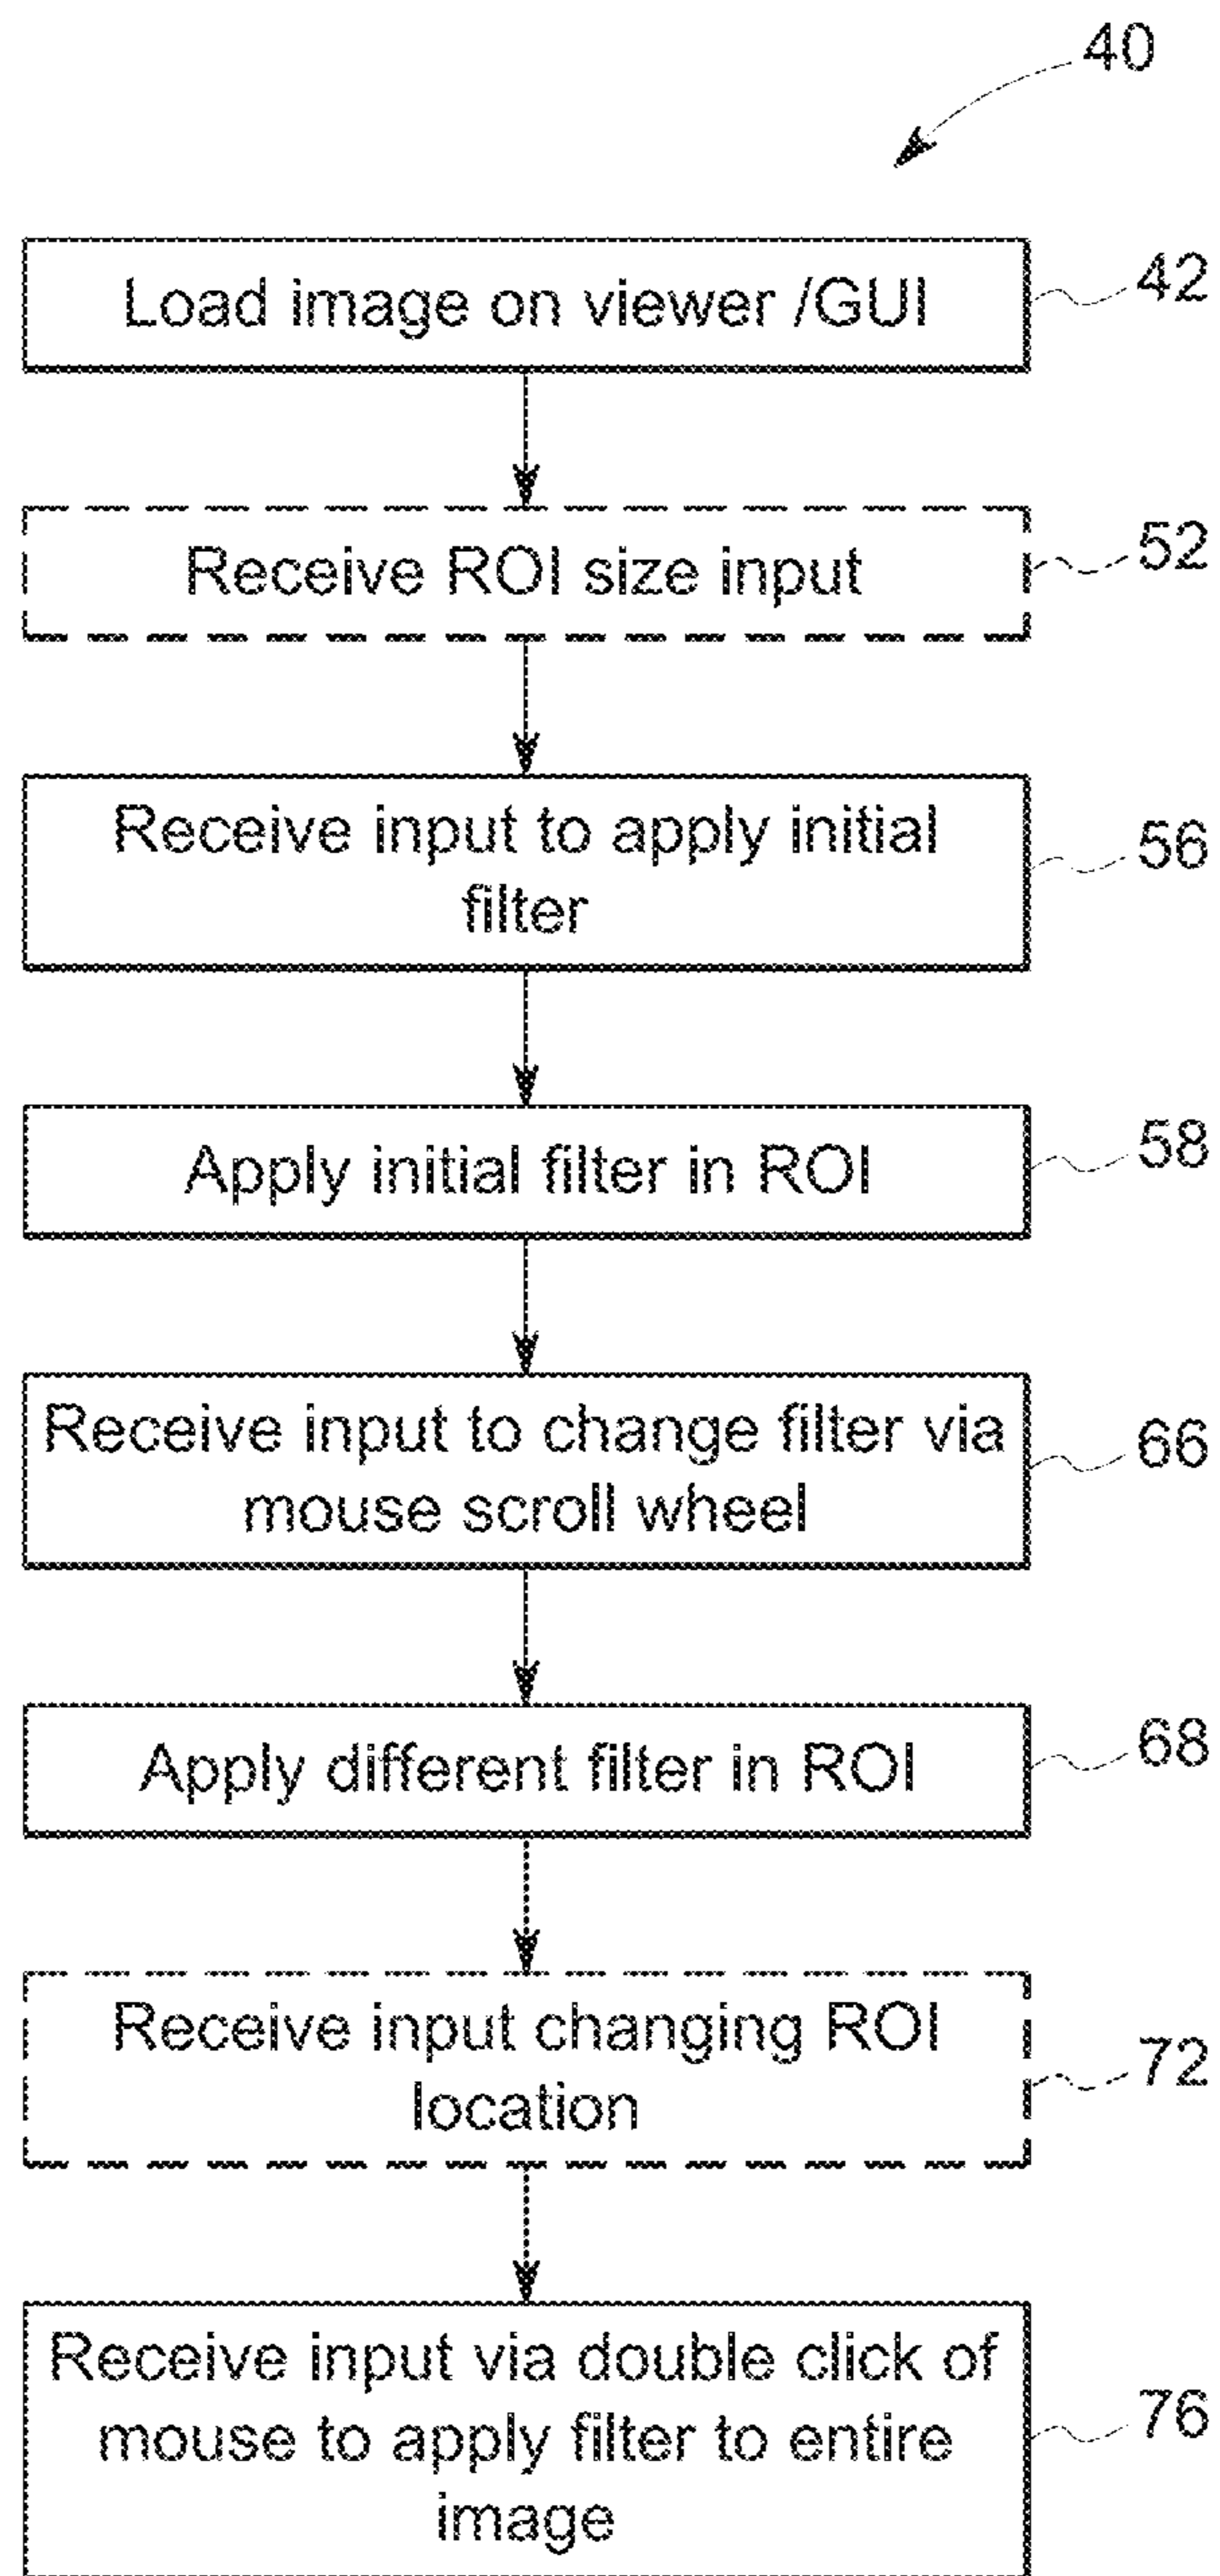 40
Load image on viewer /GUI
42
Receive ROI size input
52
Receive input to apply initial
filter
56
Apply initial filter in ROI
58
Receive input to change filter via
mouse scroll wheel
66
Apply different filter in ROI
68
Receive input changing ROI
location
72
Receive input via double click of
mouse to apply filter to entire
image
76